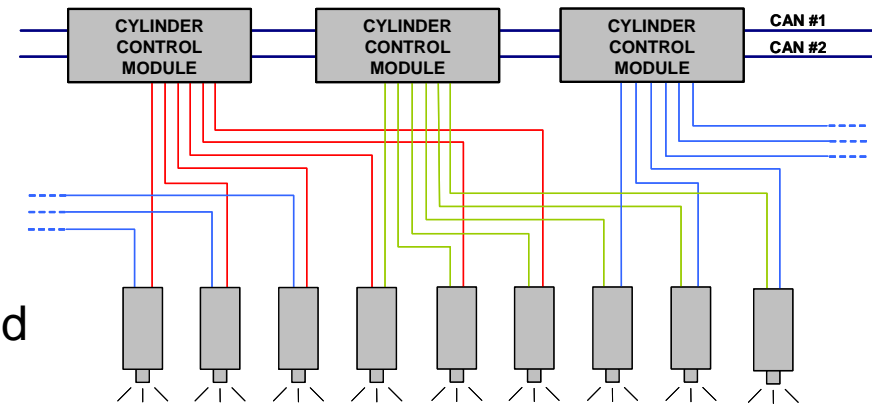 CYLINDER
CONTROL
MODULE
CYLINDER
CONTROL
MODULE
CYLINDER
CONTROL
MODULE
CAN #1
CAN #2
d